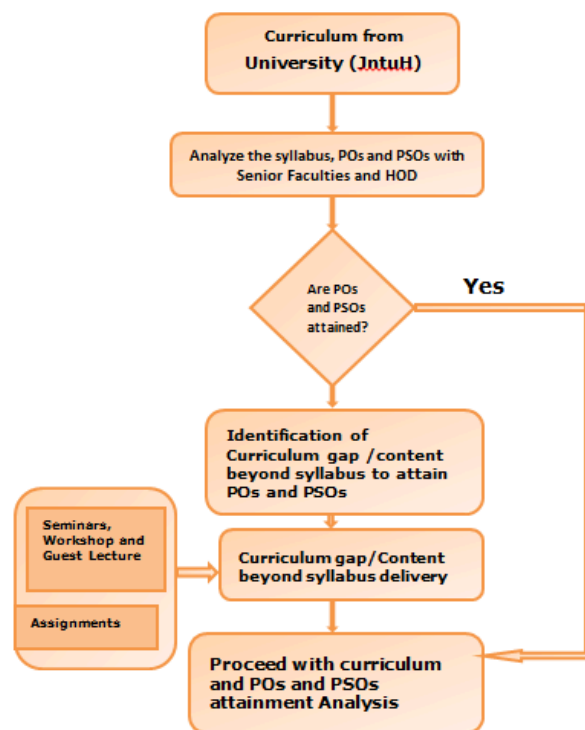 Curriculum from
University (JntuH)
Analyze the syllabus, POs and PSOs with
Senior Faculties and HOD
Are POs
and PSOs
attained?
Yes
Identification of
Curriculum gap /content
beyond syllabus to attain
POs and PSOs
Seminars,
Workshop and
Guest Lecture
Assignments
Curriculum gap/Content
beyond syllabus delivery
Proceed with curriculum
and POs and PSOs
attainment Analysis